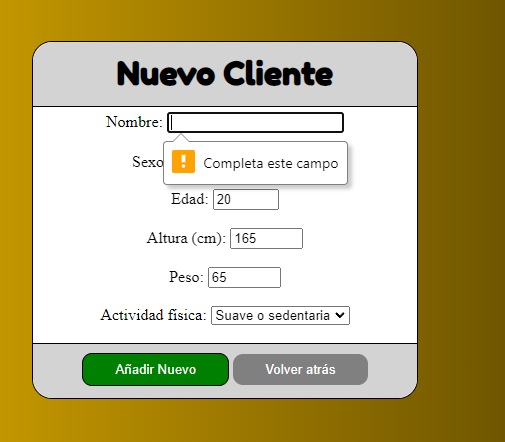 Nuevo Cliente
Nombre:
Completa este campo
Sexo
Edad: 20
Altura (cm): 165
Peso: 65
Actividad física: Suave o sedentaria
Añadir Nuevo Volver atrás